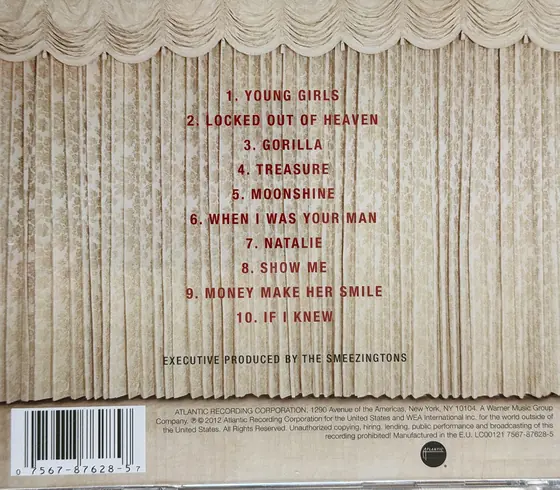 1. YOUNG GIRLS
2. LOCKED OUT OF HEAVEN
3. GORILLA
4. TREASURE
5. MOONSHINE
6. WHEN I WAS YOUR MAN
7. NATALIE
8. SHOW ME
9. MONEY MAKE HER SMILE
10. IF I KNEW
EXECUTIVE PRODUCED BY THE SMEEZINGTONS
ATLANTIC RECORDING CORPORATION. 1290 Avenue of the Americas. New York, NY 10104. A Warner Music Group
Company, ℗ © 2012 Atlantic Recording Corporation for the United States and WEA International Inc. for the world outside of
the United States. All Rights Reserved. Unauthorized copying, hiring, lending, public performance and broadcasting of this
recording prohibited! Manufactured in the E.U. LC00121 7567-87628-5
0 7567-87628-5 7
ATLANTIC